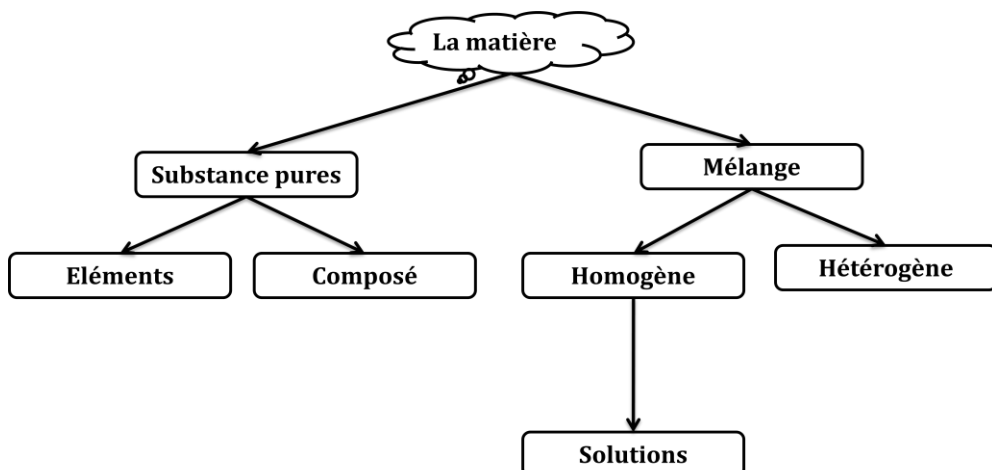 La matière
Substance pures
Mélange
Eléments
Composé
Homogène
Hétérogène
Solutions